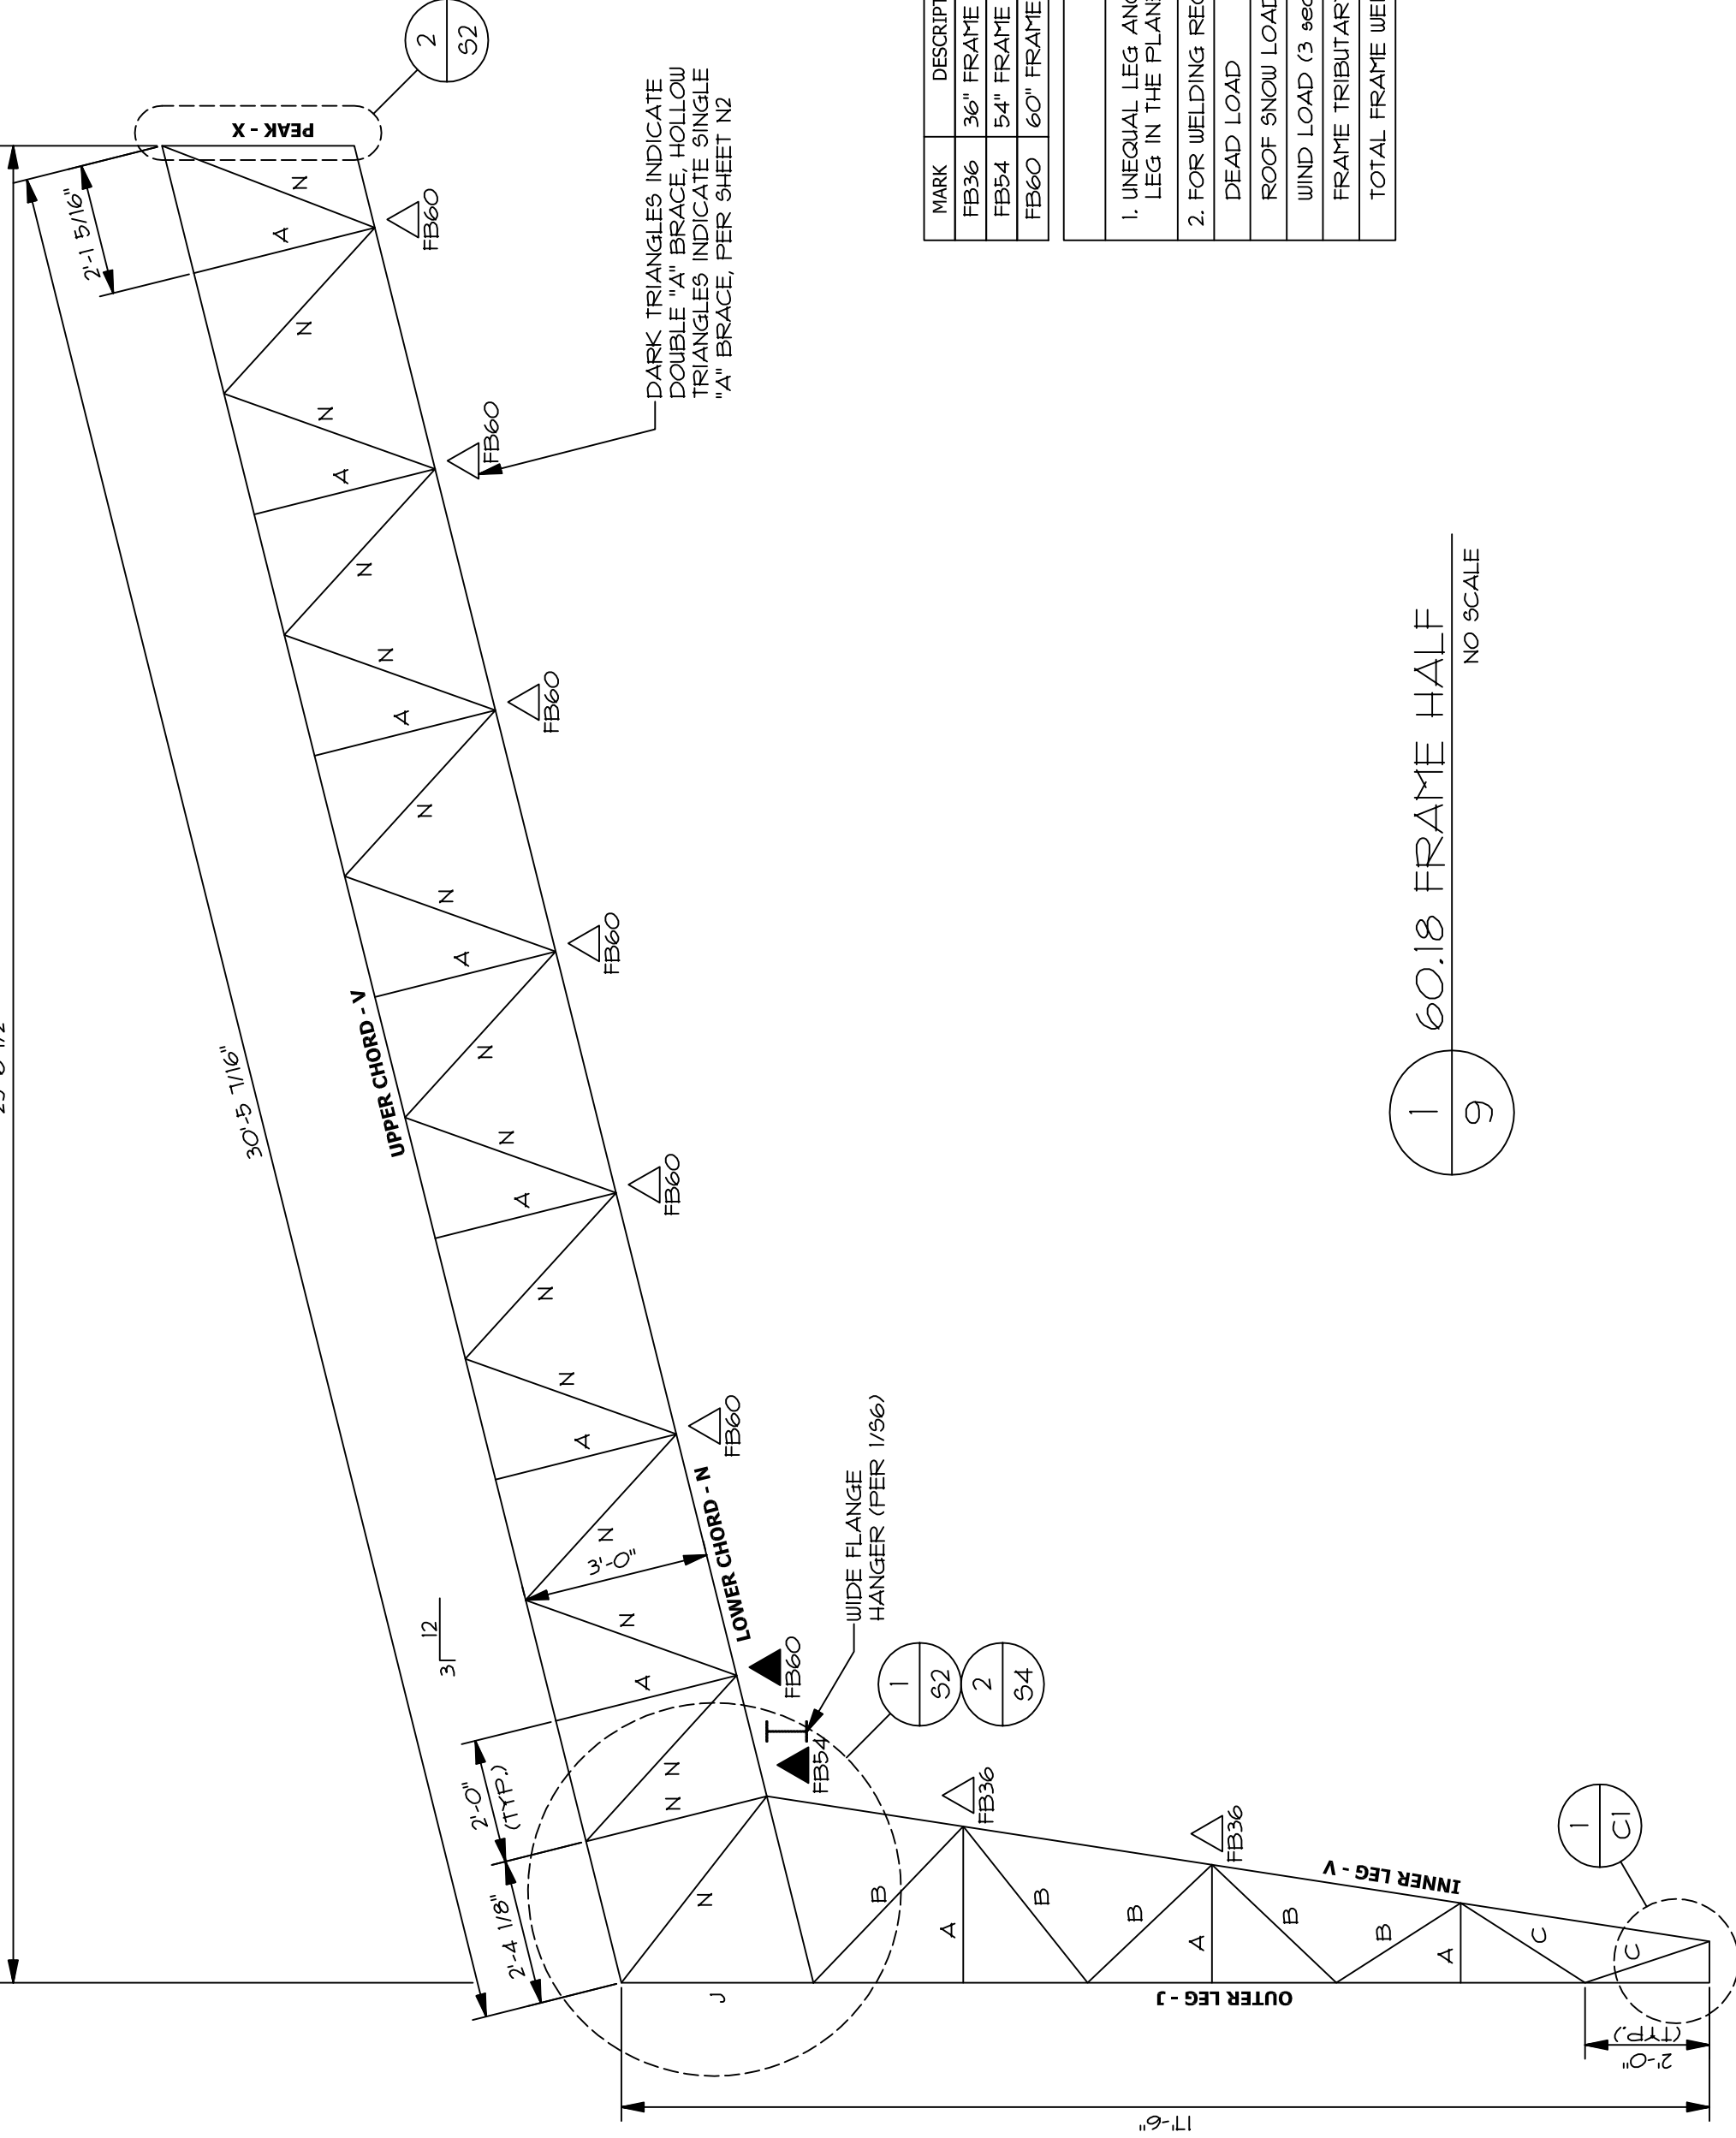 2
S2
PEAK - X
2'-1 5/16"
30'-5 7/16"
UPPER CHORD - V
N
A
N
N
A
N
N
A
N
N
A
N
N
A
N
N
A
N
N
A
N
N
N
FB60
FB60
FB60
FB60
FB60
FB60
FB60
FB54
FB36
FB36
DARK TRIANGLES INDICATE
DOUBLE "A" BRACE, HOLLOW
TRIANGLES INDICATE SINGLE
"A" BRACE, PER SHEET N2
12
3
3'-0"
LOWER CHORD - N
2'-0"
(TYP.)
2'-4 1/8"
WIDE FLANGE
HANGER (PER 1/S6)
1
S2
2
S4
J
B
A
B
B
A
B
B
A
C
C
INNER LEG - V
OUTER LEG - J
1
C1
2'-0"
(TYP.)
17'-6"
MARK
FB36 36" FRAME
FB54 54" FRAME
FB60 60" FRAME
1. UNEQUAL LEG
LEG IN THE
2. FOR WELDING
DEAD LOAD
ROOF SNOW LOAD
WIND LOAD (3
FRAME
TOTAL FRAME
1
9
60.18 FRAME HALF
NO SCALE